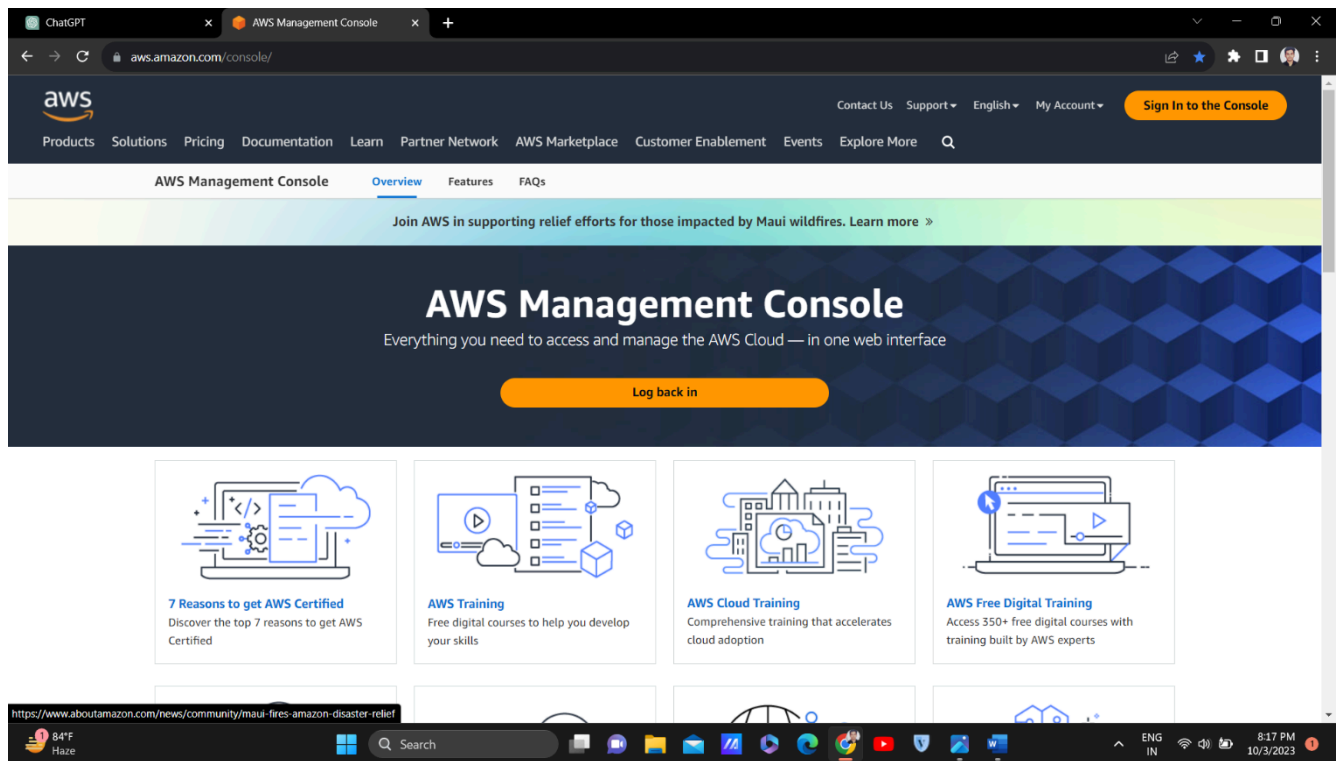 ChatGPT
AWS Management Console
aws.amazon.com/console/
aws
Contact Us Support English My Account Sign In to the Console
Products Solutions Pricing Documentation Learn Partner Network AWS Marketplace Customer Enablement Events Explore More
AWS Management Console Overview Features FAQs
Join AWS in supporting relief efforts for those impacted by Maui wildfires. Learn more »
AWS Management Console
Everything you need to access and manage the AWS Cloud — in one web interface
Log back in
</>
7 Reasons to get AWS Certified
Discover the top 7 reasons to get AWS
Certified
AWS Training
Free digital courses to help you develop
your skills
AWS Cloud Training
Comprehensive training that accelerates
cloud adoption
AWS Free Digital Training
Access 350+ free digital courses with
training built by AWS experts
https://www.aboutamazon.com/news/community/maui-fires-amazon-disaster-relief
1
84°F
Haze
Search
ENG
IN
8:17 PM
10/3/2023
1